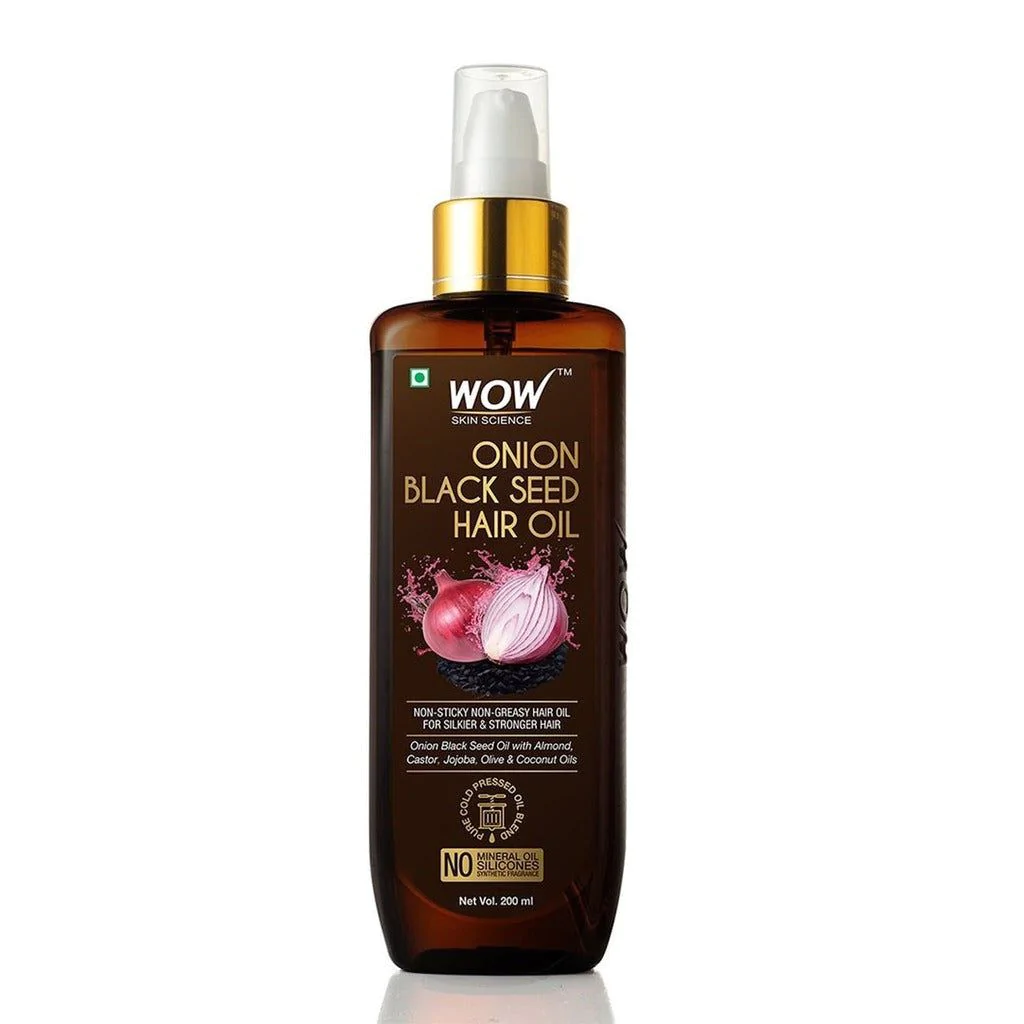 WOW™
SKIN SCIENCE
ONION
BLACK SEED
HAIR OIL
NON-STICKY NON-GREASY HAIR OIL
FOR SILKIER & STRONGER HAIR
Onion Black Seed Oil with Almond,
Castor, Jojoba, Olive & Coconut Oils
PURE COLD PRESSED OIL BLEND
NO MINERAL OIL
SILICONES
SYNTHETIC FRAGRANCE
Net Vol. 200 ml
WOW